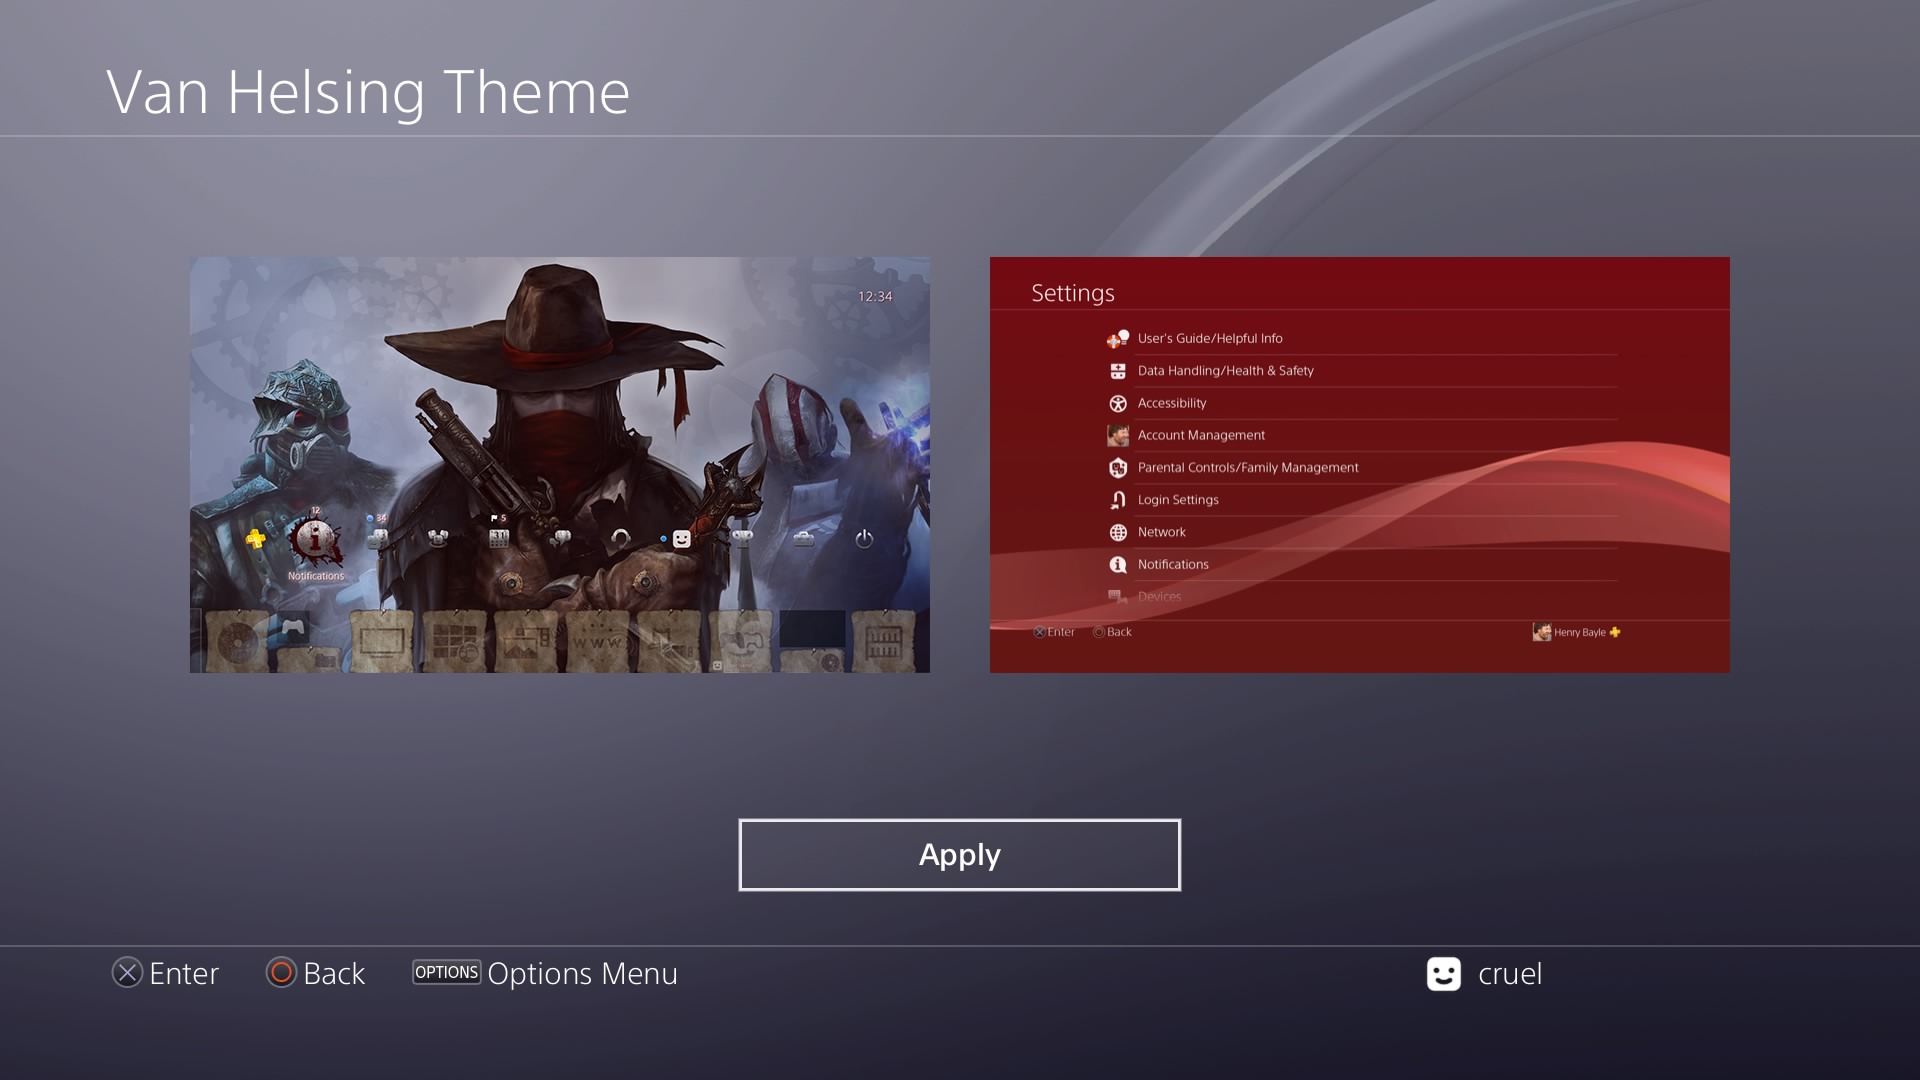 Van Helsing Theme
12:34
12
34
5
Notifications
WWW
Settings
User's Guide/Helpful Info
Data Handling/Health & Safety
Accessibility
Account Management
Parental Controls/Family Management
Login Settings
Network
Notifications
Devices
Enter
Back
Henry Bayle
Apply
Enter
Back
OPTIONS Options Menu
cruel